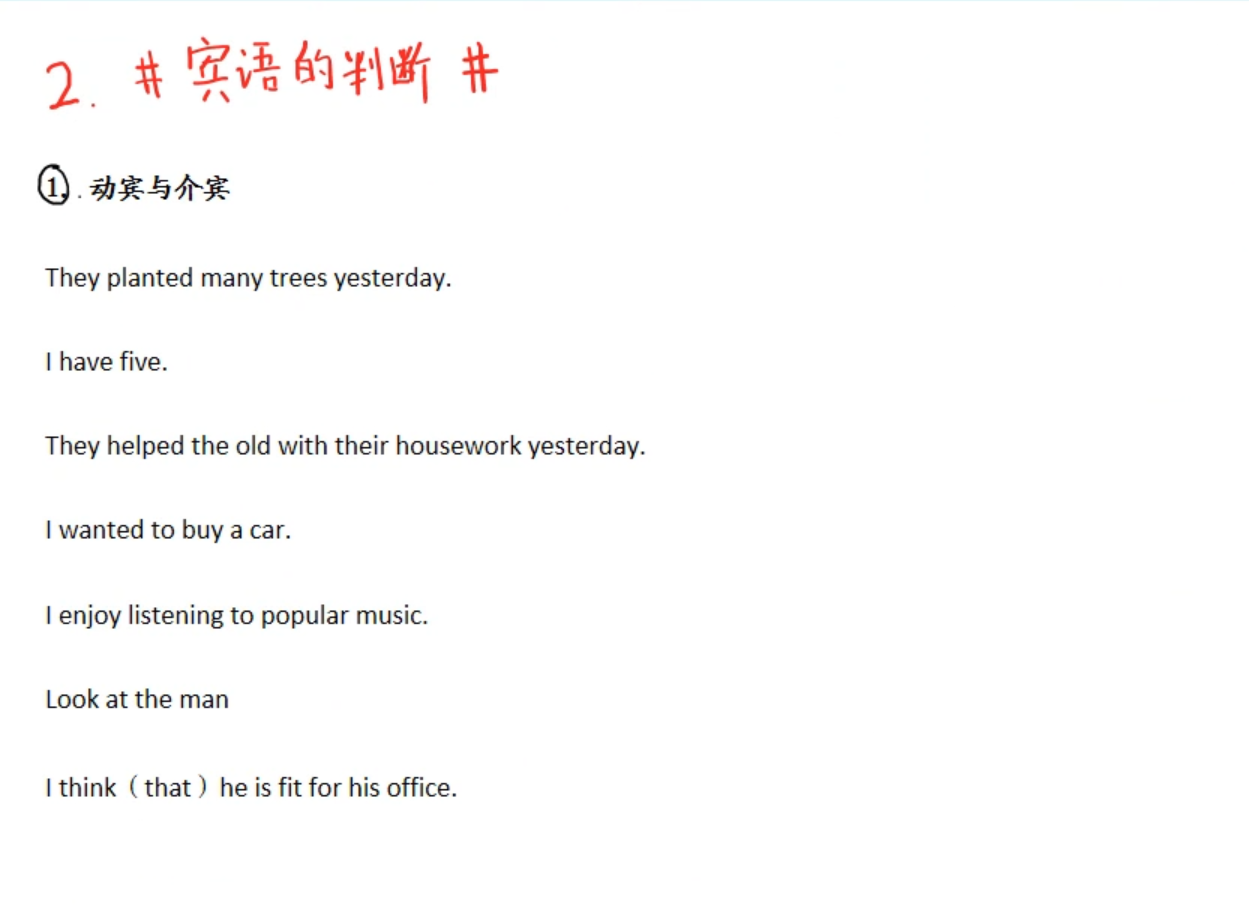 2. # 宾语的判断 #
①. 动宾与介宾
They planted many trees yesterday.
I have five.
They helped the old with their housework yesterday.
I wanted to buy a car.
I enjoy listening to popular music.
Look at the man
I think（that）he is fit for his office.